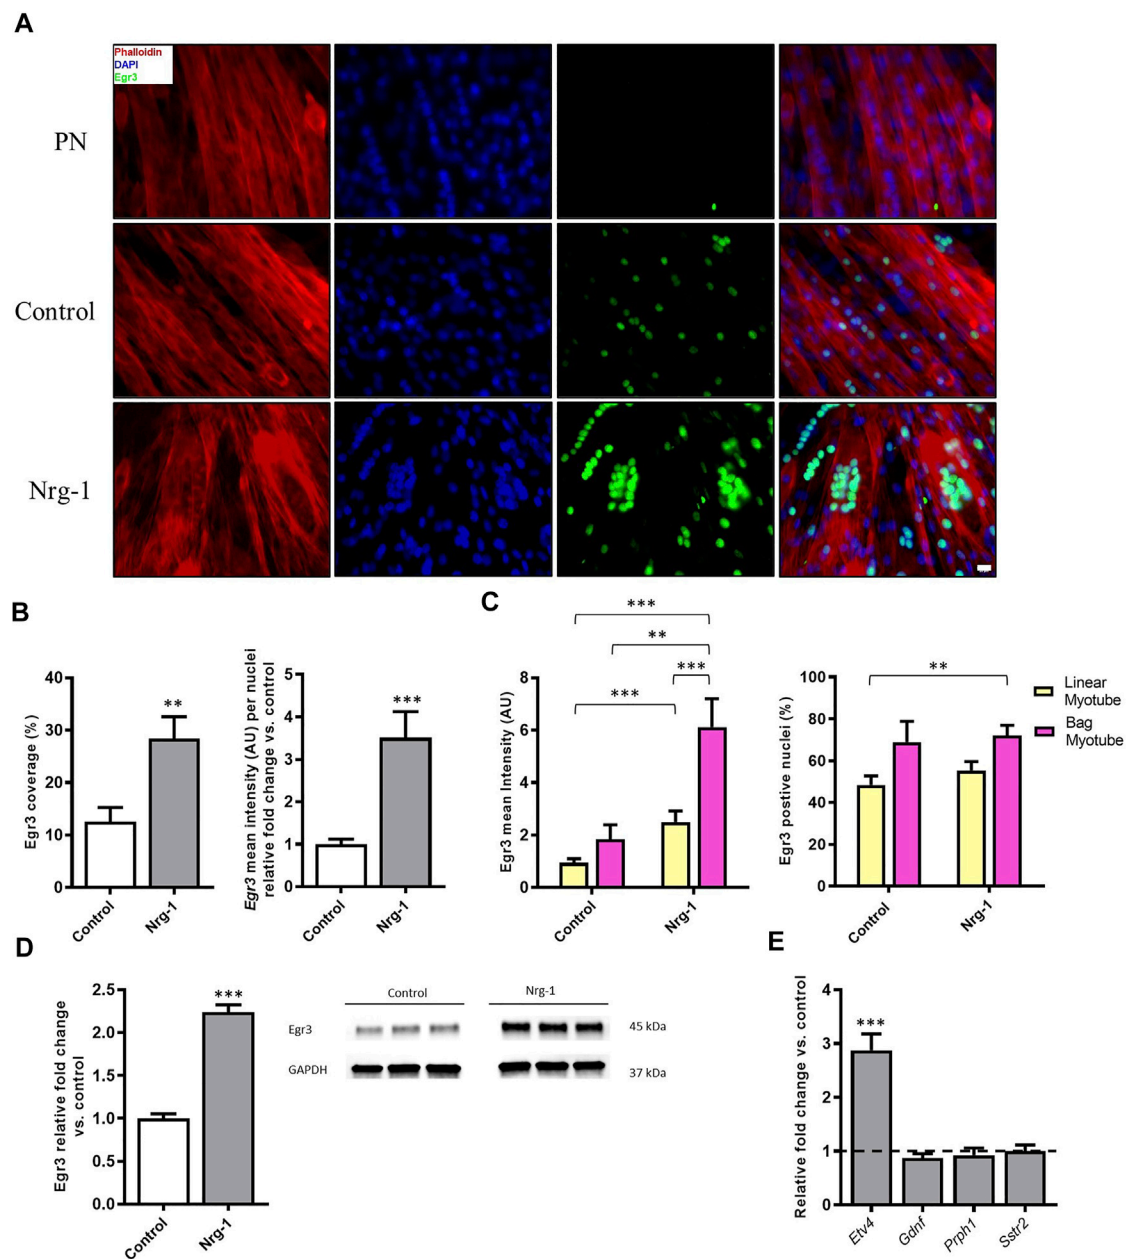 A
Phalloidin
DAPI
Egr3
PN
Control
Nrg-1
B
Egr3 coverage (%)
40
30
20
10
0
**
Control
Nrg-1
Egr3 mean intensity (AU) per nuclei
relative fold change vs. control
5
4
3
2
1
0
***
Control
Nrg-1
C
Egr3 mean Intensity (AU)
8
6
4
2
0
***
**
***
***
Control
Nrg-1
Egr3 postive nuclei (%)
100
80
60
40
20
0
**
Control
Nrg-1
Linear
Myotube
Bag
Myotube
D
Egr3 relative fold change
vs. control
2.5
2.0
1.5
1.0
0.5
0.0
***
Control
Nrg-1
Control
Nrg-1
Egr3
45 kDa
GAPDH
37 kDa
E
Relative fold change vs. control
4
3
2
1
0
***
Etv4
Gdnf
Prph1
Sstr2